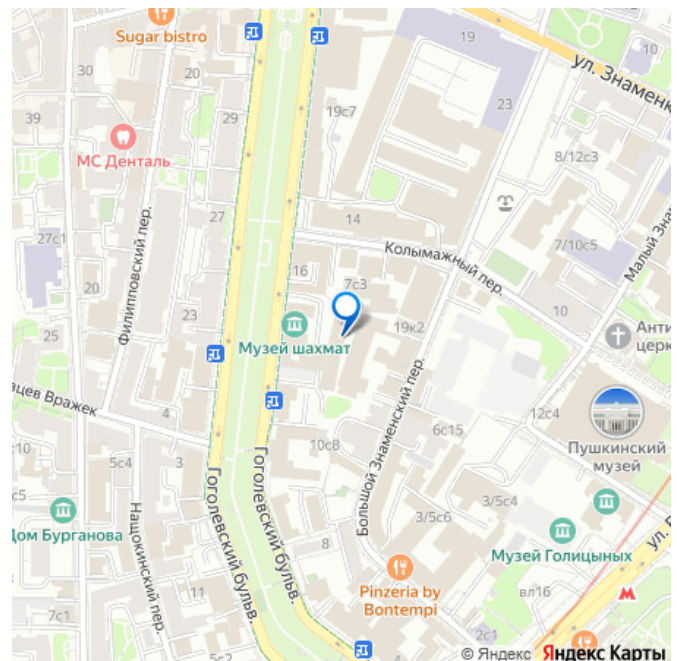 Sugar bistro
19
10
ул. Знаменк
30
20
23
39
29
19с7
МС Денталь
8/12с3
Малый Знам
27
14
7/10с5
27с1
Филипповский пер.
Колымажный пер.
16
7с3
20
10
23
19к2
Анти
церк
25
Музей шахмат
вцев Вражек
4
12с4
6с15
Пушкинский
музей
10с8
5с4
3
Большой Знаменский пер.
Гоголевский бульв.
Гоголевский бульв.
3/5с4
Дом Бурганова
Нащокинский пер.
3/5с6
8
Музей Голицыных
Pinzeria by
Bontempi
11
вл16
7с1
2с1
5с2
© Яндекс Яндекс Карты